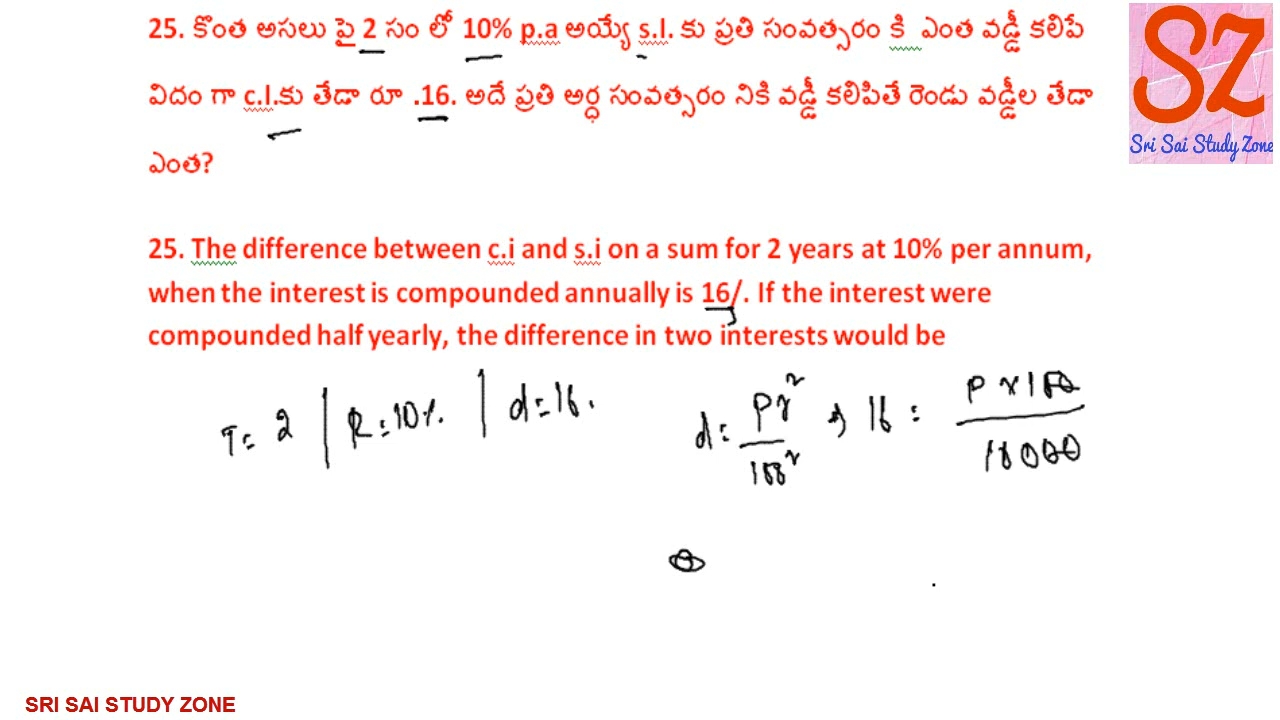 25. కొంత అసలు పై 2 సం లో 10% p.a అయ్యే s.I. కు ప్రతి సంవత్సరం కి ఎంత వడ్డీ కలిపే
విదం గా c.I.కు తేడా రూ .16. అదే ప్రతి అర్ధ సంవత్సరం నికి వడ్డీ కలిపితే రెండు వడ్డీల తేడా
ఎంత?
SZ
Sri Sai Study Zone
25. The difference between c.i and s.i on a sum for 2 years at 10% per annum,
when the interest is compounded annually is 16/. If the interest were
compounded half yearly, the difference in two interests would be
T= 2 | R=10% | d=16.
d= Pr² / 100² ⇒ 16 = P x 100 / 10000
SRI SAI STUDY ZONE